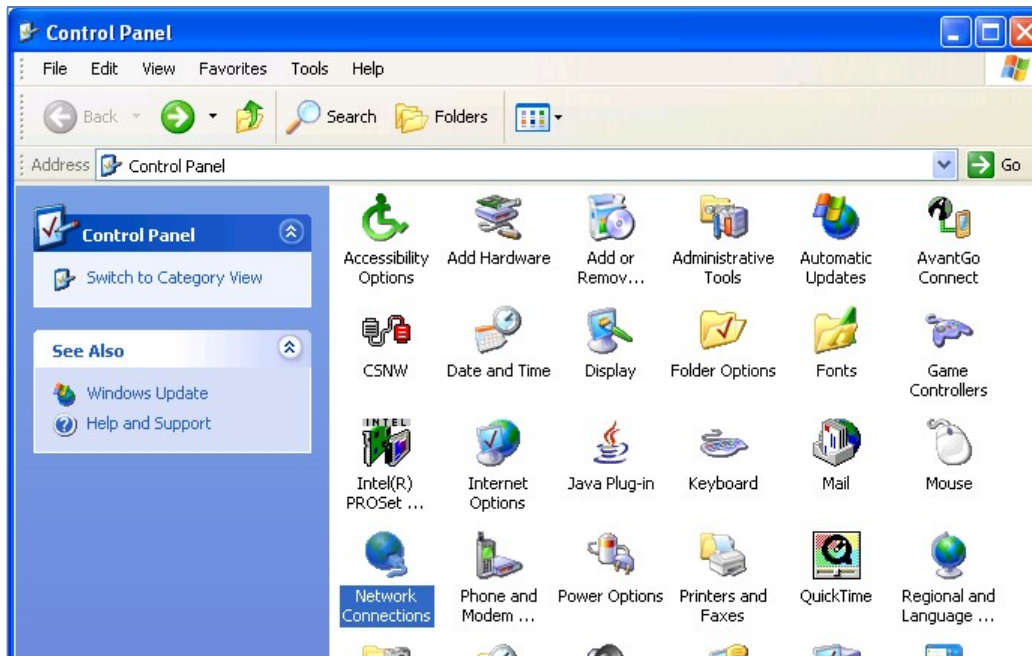 Control Panel
File Edit View Favorites Tools Help
Back Search Folders
Address Control Panel Go
Control Panel
Switch to Category View
See Also
Windows Update
Help and Support
Accessibility Options
Add Hardware
Add or Remov...
Administrative Tools
Automatic Updates
AvantGo Connect
CSNW
Date and Time
Display
Folder Options
Fonts
Game Controllers
INTEL
Intel(R) PROSet ...
Internet Options
Java Plug-in
Keyboard
Mail
Mouse
Network Connections
Phone and Modem ...
Power Options
Printers and Faxes
QuickTime
Regional and Language ...